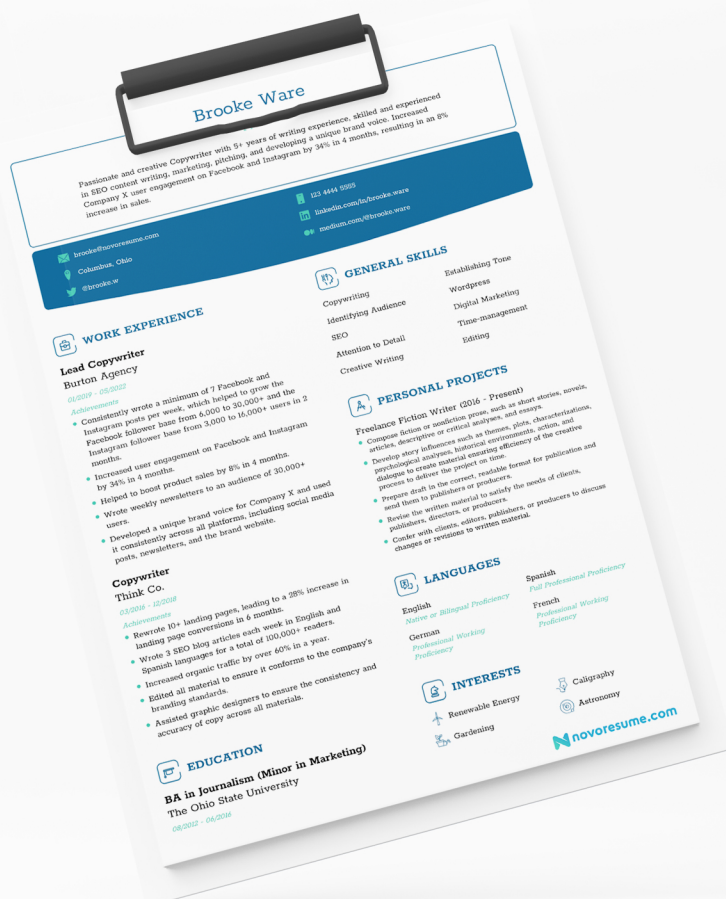 Brooke Ware
Passionate and creative Copywriter with 5+ years of writing experience, skilled and experienced
in SEO content writing, marketing, pitching, and developing a unique brand voice. Increased
Company X user engagement on Facebook and Instagram by 34% in 4 months, resulting in an 8%
increase in sales.
brooke@novoresume.com
Columbus, Ohio
@brooke.w
123 4444 5555
linkedin.com/in/brooke.ware
medium.com/@brooke.ware
WORK EXPERIENCE
Lead Copywriter
Burton Agency
01/2019 - 05/2022
Achievements
Consistently wrote a minimum of 7 Facebook and
Instagram posts per week, which helped to grow the
Facebook follower base from 6,000 to 30,000+ and the
Instagram follower base from 3,000 to 16,000+ users in 2
months.
Increased user engagement on Facebook and Instagram
by 34% in 4 months.
Helped to boost product sales by 8% in 4 months.
Wrote weekly newsletters to an audience of 30,000+
users.
Developed a unique brand voice for Company X and used
it consistently across all platforms, including social media
posts, newsletters, and the brand website.
Copywriter
Think Co.
03/2016 - 12/2018
Achievements
Rewrote 10+ landing pages, leading to a 28% increase in
landing page conversions in 6 months.
Wrote 3 SEO blog articles each week in English and
Spanish languages for a total of 100,000+ readers.
Increased organic traffic by over 60% in a year.
Edited all material to ensure it conforms to the company's
branding standards.
Assisted graphic designers to ensure the consistency and
accuracy of copy across all materials.
EDUCATION
BA in Journalism (Minor in Marketing)
The Ohio State University
08/2012 - 06/2016
GENERAL SKILLS
Copywriting
Establishing Tone
Identifying Audience
Wordpress
SEO
Digital Marketing
Attention to Detail
Time-management
Creative Writing
Editing
PERSONAL PROJECTS
Freelance Fiction Writer (2016 - Present)
Compose fiction or nonfiction prose, such as short stories, novels,
articles, descriptive or critical analyses, and essays.
Develop story influences such as themes, plots, characterizations,
psychological analyses, historical environments, action, and
dialogue to create material ensuring efficiency of the creative
process to deliver the project on time.
Prepare draft in the correct, readable format for publication and
send them to publishers or producers.
Revise the written material to satisfy the needs of clients,
publishers, directors, or producers.
Confer with clients, editors, publishers, or producers to discuss
changes or revisions to written material.
LANGUAGES
English
Native or Bilingual Proficiency
Spanish
Full Professional Proficiency
German
Professional Working
Proficiency
French
Professional Working
Proficiency
INTERESTS
Renewable Energy
Caligraphy
Gardening
Astronomy
novoresume.com